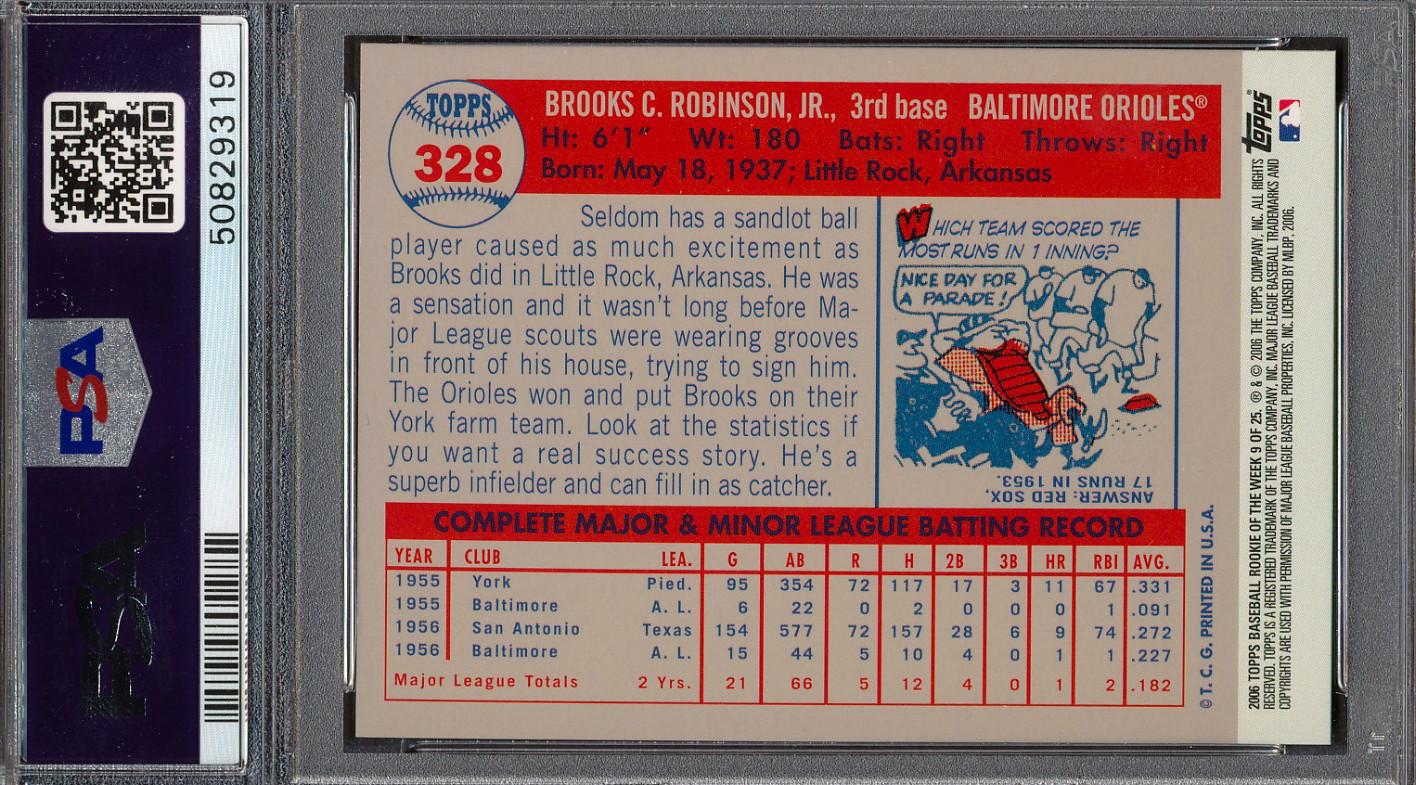 50829319
PSA
PSA
TOPPS
328
BROOKS C. ROBINSON, JR., 3rd base BALTIMORE ORIOLES®
Ht: 6'1" Wt: 180 Bats: Right Throws: Right
Born: May 18, 1937; Little Rock, Arkansas
Seldom has a sandlot ball
player caused as much excitement as
Brooks did in Little Rock, Arkansas. He was
a sensation and it wasn't long before Ma-
jor League scouts were wearing grooves
in front of his house, trying to sign him.
The Orioles won and put Brooks on their
York farm team. Look at the statistics if
you want a real success story. He's a
superb infielder and can fill in as catcher.
WHICH TEAM SCORED THE
MOST RUNS IN 1 INNING?
NICE DAY FOR
A PARADE!
ANSWER: RED SOX.
17 RUNS IN 1953.
COMPLETE MAJOR & MINOR LEAGUE BATTING RECORD
YEAR CLUB LEA. G AB R H 2B 3B HR RBI AVG.
1955 York Pied. 95 354 72 117 17 3 11 67 .331
1955 Baltimore A. L. 6 22 0 2 0 0 0 1 .091
1956 San Antonio Texas 154 577 72 157 28 6 9 74 .272
1956 Baltimore A. L. 15 44 5 10 4 0 1 1 .227
Major League Totals 2 Yrs. 21 66 5 12 4 0 1 2 .182
© T. C. G. PRINTED IN U.S.A.
Topps®
2006 TOPPS BASEBALL ROOKIE OF THE WEEK 9 OF 25. ® & © 2006 THE TOPPS COMPANY, INC. ALL RIGHTS
RESERVED. TOPPS IS A REGISTERED TRADEMARK OF THE TOPPS COMPANY, INC. MAJOR LEAGUE BASEBALL TRADEMARKS AND
COPYRIGHTS ARE USED WITH PERMISSION OF MAJOR LEAGUE BASEBALL PROPERTIES, INC. LICENSED BY MLBP, 2006.